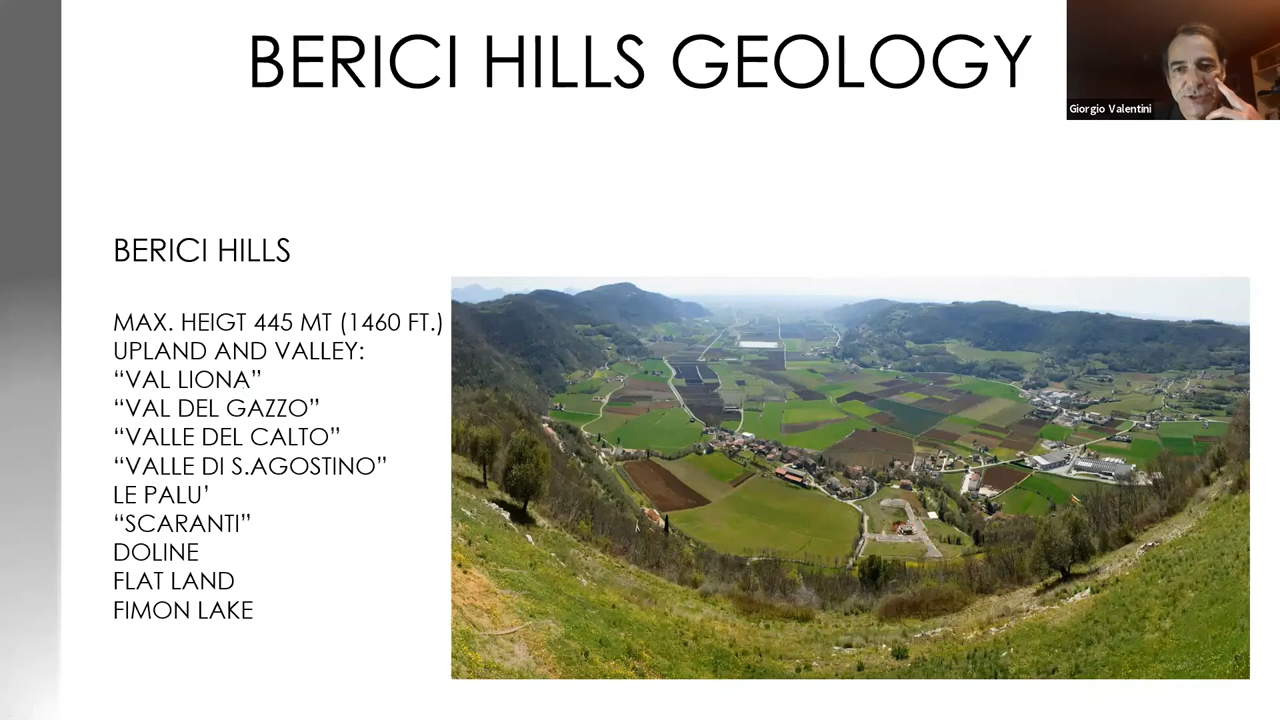 BERICI HILLS GEOLOGY
Giorgio Valentini
BERICI HILLS
MAX. HEIGT 445 MT (1460 FT.)
UPLAND AND VALLEY:
“VAL LIONA”
“VAL DEL GAZZO”
“VALLE DEL CALTO”
“VALLE DI S.AGOSTINO”
LE PALU’
“SCARANTI”
DOLINE
FLAT LAND
FIMON LAKE